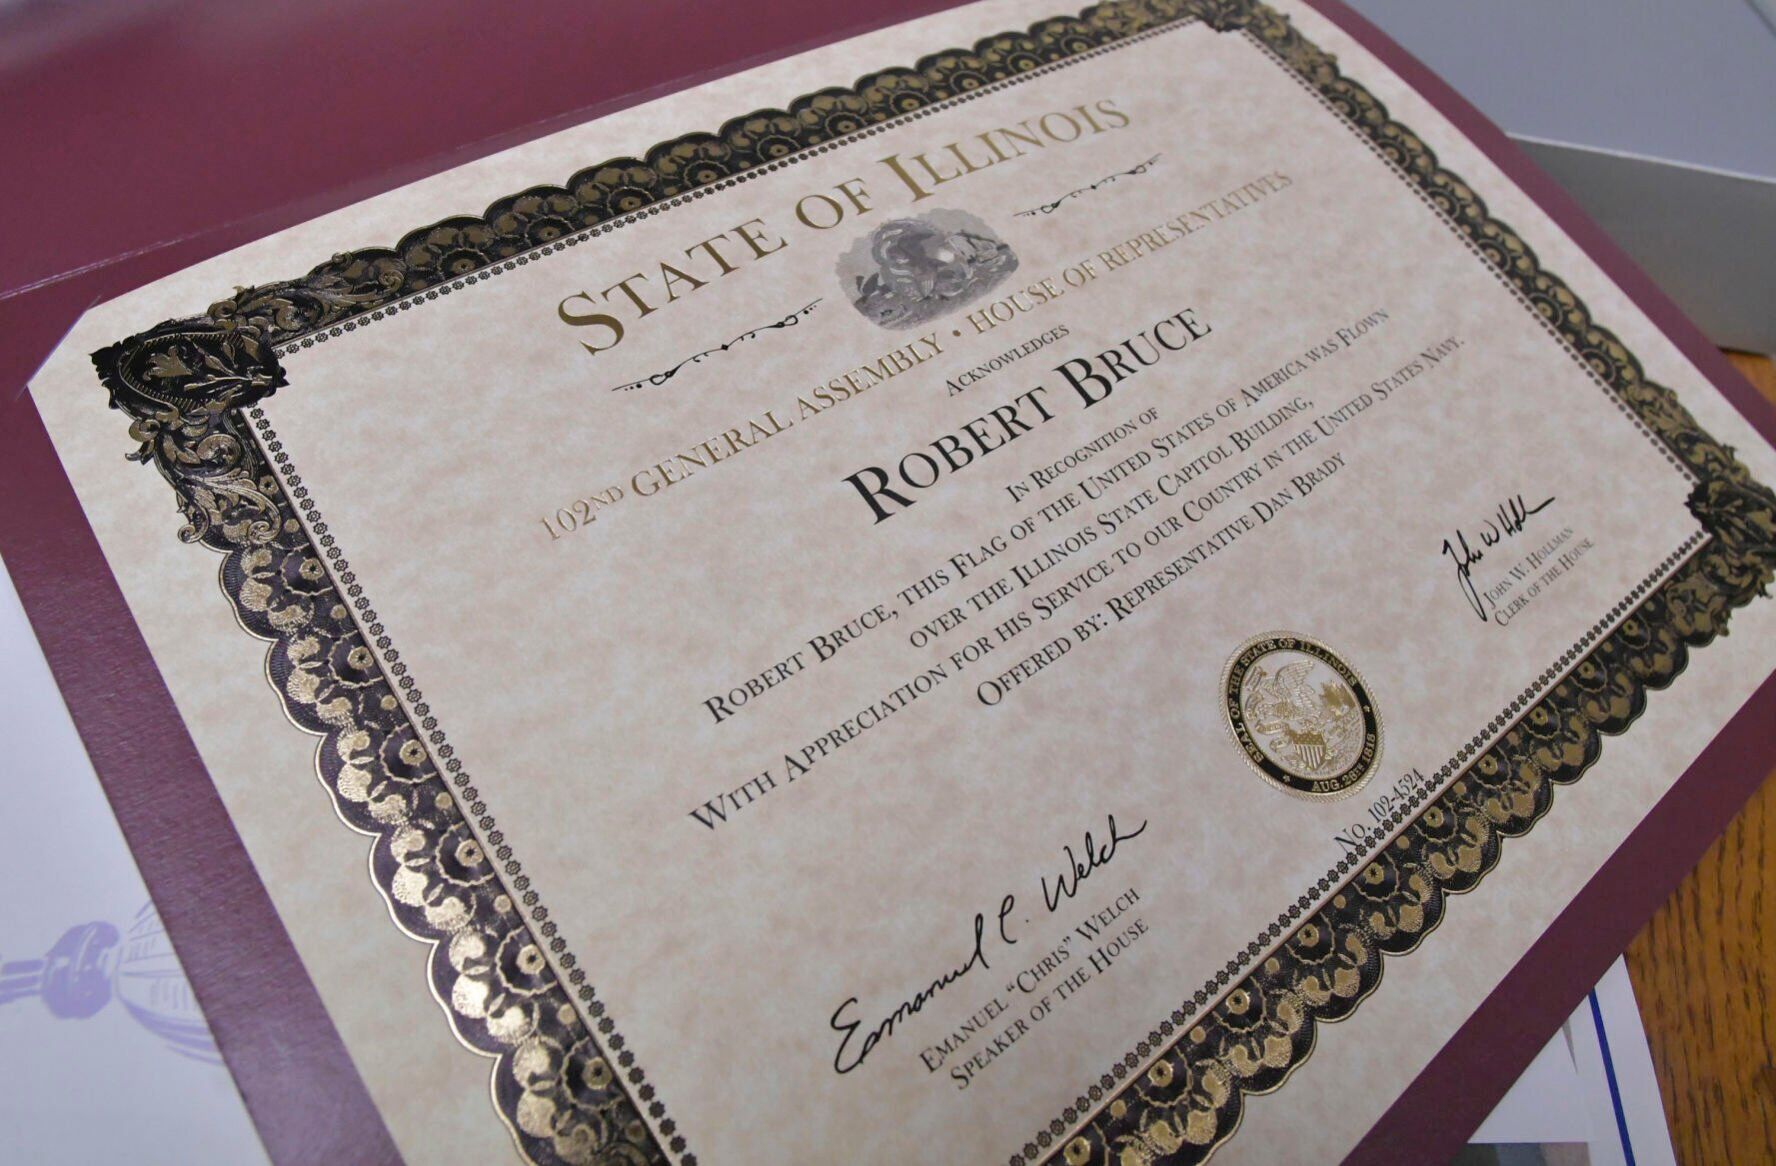 STATE OF ILLINOIS
102ND GENERAL ASSEMBLY • HOUSE OF REPRESENTATIVES
ACKNOWLEDGES
ROBERT BRUCE
IN RECOGNITION OF
ROBERT BRUCE, THIS FLAG OF THE UNITED STATES OF AMERICA WAS FLOWN
OVER THE ILLINOIS STATE CAPITOL BUILDING,
WITH APPRECIATION FOR HIS SERVICE TO OUR COUNTRY IN THE UNITED STATES NAVY.
OFFERED BY: REPRESENTATIVE DAN BRADY
John W Hollman
JOHN W. HOLLMAN
CLERK OF THE HOUSE
SEAL OF THE STATE OF ILLINOIS
AUG. 26TH 1818
NO. 102-4524
Emanuel C. Welch
EMANUEL “CHRIS” WELCH
SPEAKER OF THE HOUSE